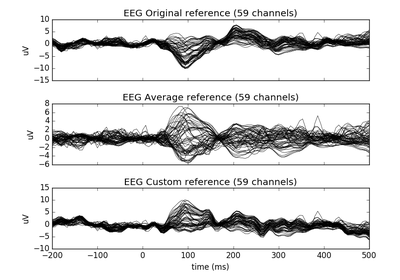 EEG Original reference (59 channels)
10
5
0
−5
−10
−15
uV
EEG Average reference (59 channels)
8
6
4
2
0
−2
−4
−6
uV
EEG Custom reference (59 channels)
15
10
5
0
−5
−10
uV
−200 −100 0 100 200 300 400 500
time (ms)